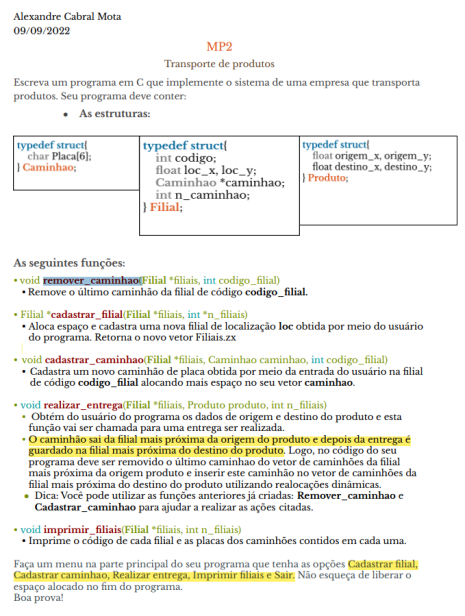 Alexandre Cabral Mota
09/09/2022
MP2
Transporte de produtos
Escreva um programa em C que implemente o sistema de uma empresa que transporta
produtos. Seu programa deve conter:
• As estruturas:
typedef struct{
char Placa[6];
} Caminhao;
typedef struct{
int codigo;
float loc_x, loc_y;
Caminhao *caminhao;
int n_caminhao;
} Filial;
typedef struct{
float origem_x, origem_y;
float destino_x, destino_y;
} Produto;
As seguintes funções:
• void remover_caminhao(Filial *filiais, int codigo_filial)
• Remove o último caminhão da filial de código codigo_filial.
• Filial *cadastrar_filial(Filial *filiais, int *n_filiais)
• Aloca espaço e cadastra uma nova filial de localização loc obtida por meio do usuário
do programa. Retorna o novo vetor Filiais.zx
• void cadastrar_caminhao(Filial *filiais, Caminhao caminhao, int codigo_filial)
• Cadastra um novo caminhão de placa obtida por meio da entrada do usuário na filial
de código codigo_filial alocando mais espaço no seu vetor caminhao.
• void realizar_entrega(Filial *filiais, Produto produto, int n_filiais)
• Obtém do usuário do programa os dados de origem e destino do produto e esta
função vai ser chamada para uma entrega ser realizada.
• O caminhão sai da filial mais próxima da origem do produto e depois da entrega é
guardado na filial mais próxima do destino do produto. Logo, no código do seu
programa deve ser removido o último caminhao do vetor de caminhões da filial
mais próxima da origem produto e inserir este caminhão no vetor de caminhões da
filial mais próxima do destino do produto utilizando realocações dinâmicas.
• Dica: Você pode utilizar as funções anteriores já criadas: Remover_caminhao e
Cadastrar_caminhao para ajudar a realizar as ações citadas.
• void imprimir_filiais(Filial *filiais, int n_filiais)
• Imprime o código de cada filial e as placas dos caminhões contidos em cada uma.
Faça um menu na parte principal do seu programa que tenha as opções Cadastrar filial,
Cadastrar caminhao, Realizar entrega, Imprimir filiais e Sair. Não esqueça de liberar o
espaço alocado no fim do programa.
Boa prova!